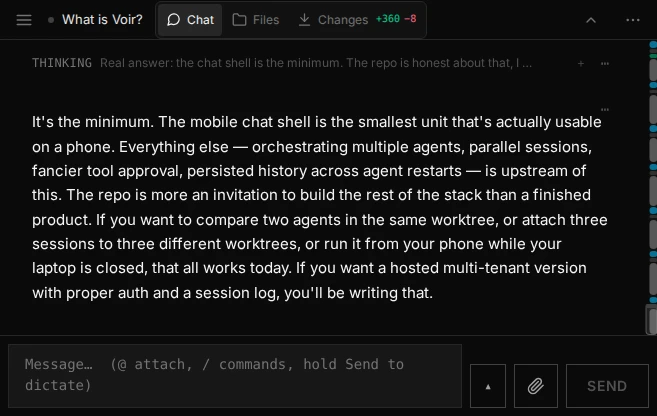 What is Voir? Chat Files Changes +360 −8
THINKING Real answer: the chat shell is the minimum. The repo is honest about that, I ...
It's the minimum. The mobile chat shell is the smallest unit that's actually usable
on a phone. Everything else — orchestrating multiple agents, parallel sessions,
fancier tool approval, persisted history across agent restarts — is upstream of
this. The repo is more an invitation to build the rest of the stack than a finished
product. If you want to compare two agents in the same worktree, or attach three
sessions to three different worktrees, or run it from your phone while your
laptop is closed, that all works today. If you want a hosted multi-tenant version
with proper auth and a session log, you'll be writing that.
Message… (@ attach, / commands, hold Send to
dictate)
SEND